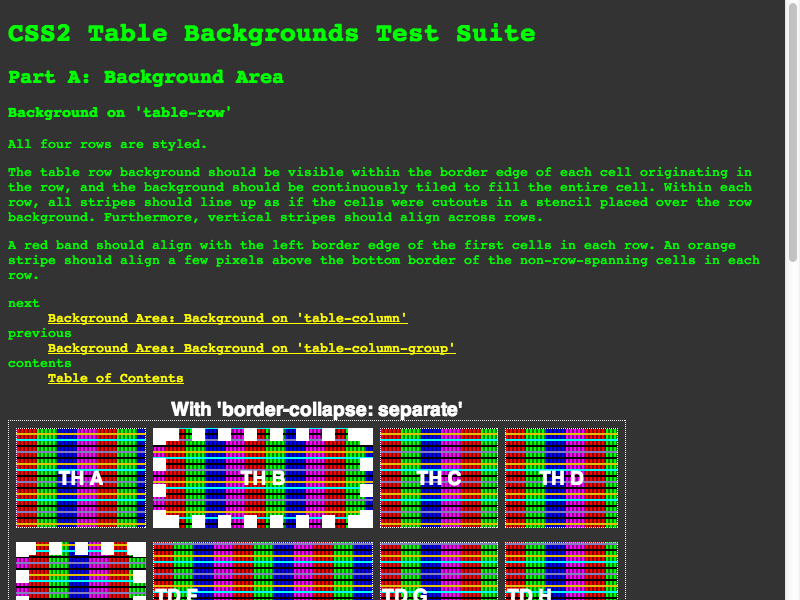 CSS2 Table Backgrounds Test Suite
Part A: Background Area
Background on 'table-row'
All four rows are styled.
The table row background should be visible within the border edge of each cell originating in
the row, and the background should be continuously tiled to fill the entire cell. Within each
row, all stripes should line up as if the cells were cutouts in a stencil placed over the row
background. Furthermore, vertical stripes should align across rows.
A red band should align with the left border edge of the first cells in each row. An orange
stripe should align a few pixels above the bottom border of the non-row-spanning cells in each
row.
next
Background Area: Background on 'table-column'
previous
Background Area: Background on 'table-column-group'
contents
Table of Contents
With 'border-collapse: separate'
TH A TH B TH C TH D
TD F TD G TD H